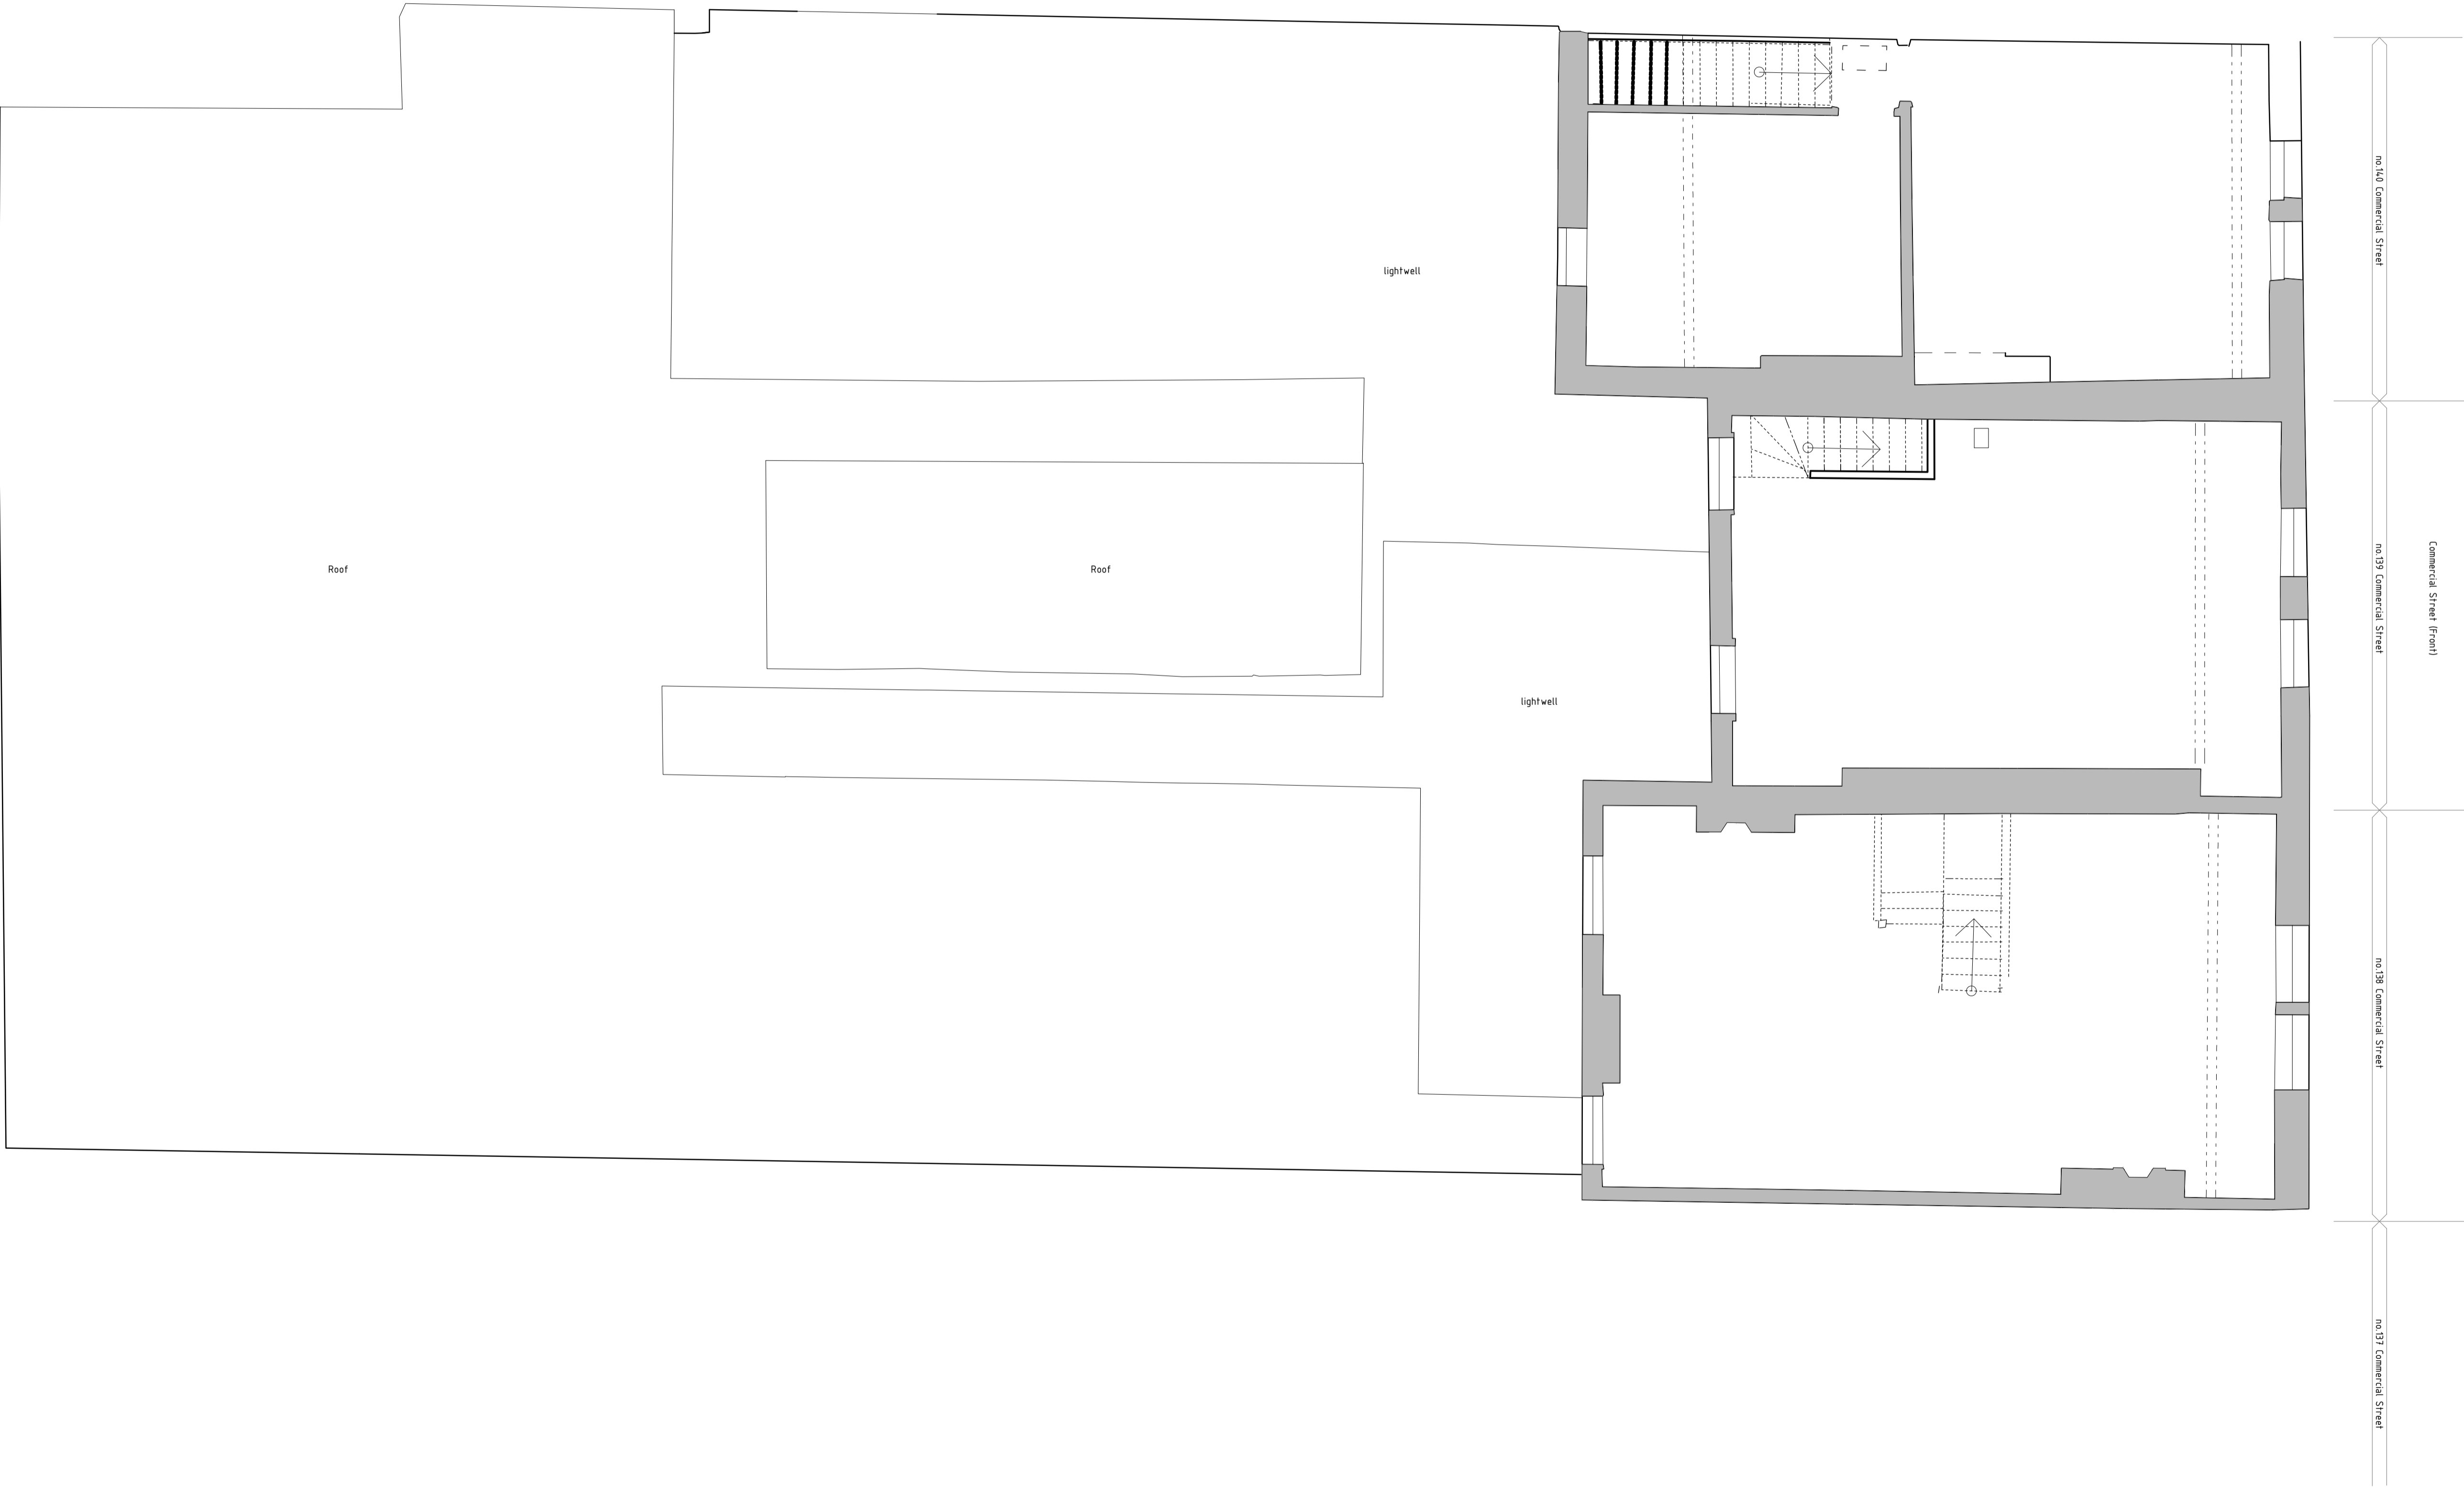 lightwell
Roof
Roof
lightwell
no.140 Commercial Street
no.139 Commercial Street
Commercial Street (Front)
no.138 Commercial Street
no.137 Commercial Street